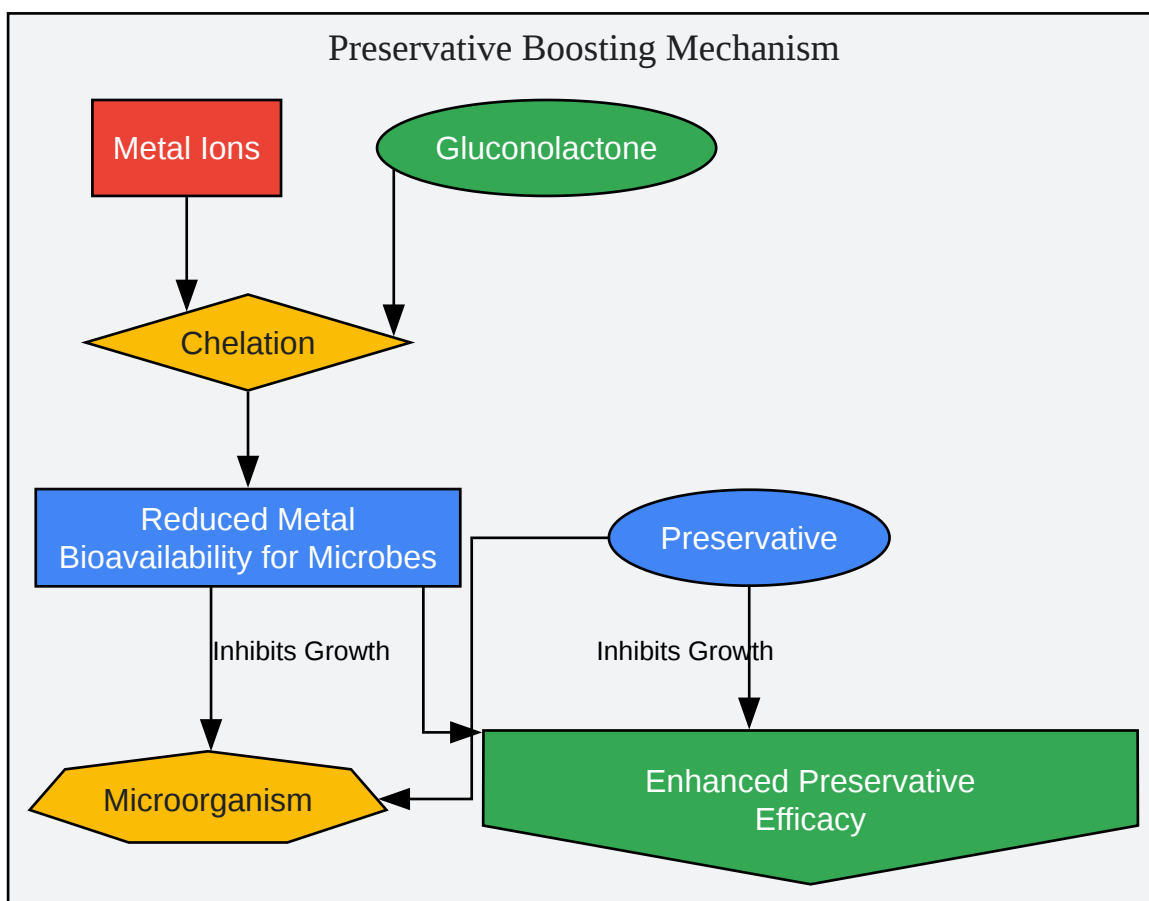 Preservative Boosting Mechanism
Metal Ions
Gluconolactone
Chelation
Reduced Metal
Bioavailability for Microbes
Preservative
Inhibits Growth
Inhibits Growth
Microorganism
Enhanced Preservative
Efficacy